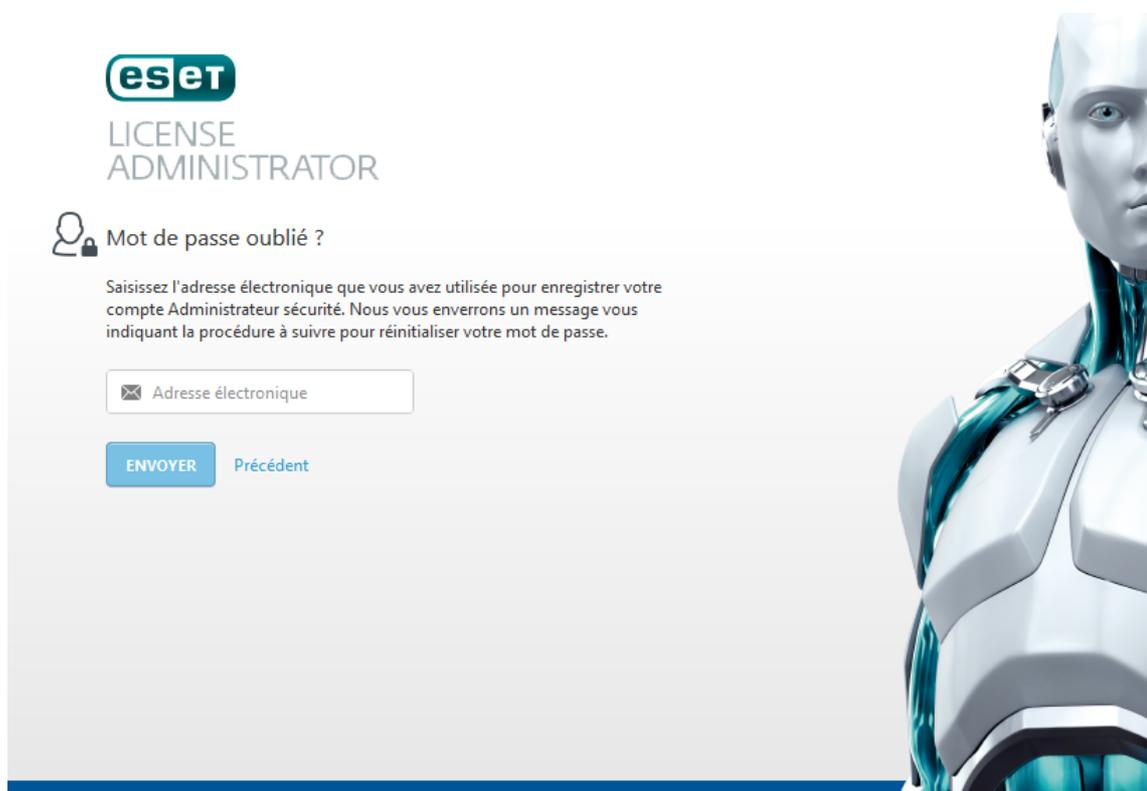 eset
LICENSE
ADMINISTRATOR
Mot de passe oublié ?
Saisissez l'adresse électronique que vous avez utilisée pour enregistrer votre
compte Administrateur sécurité. Nous vous enverrons un message vous
indiquant la procédure à suivre pour réinitialiser votre mot de passe.
Adresse électronique
ENVOYER Précédent